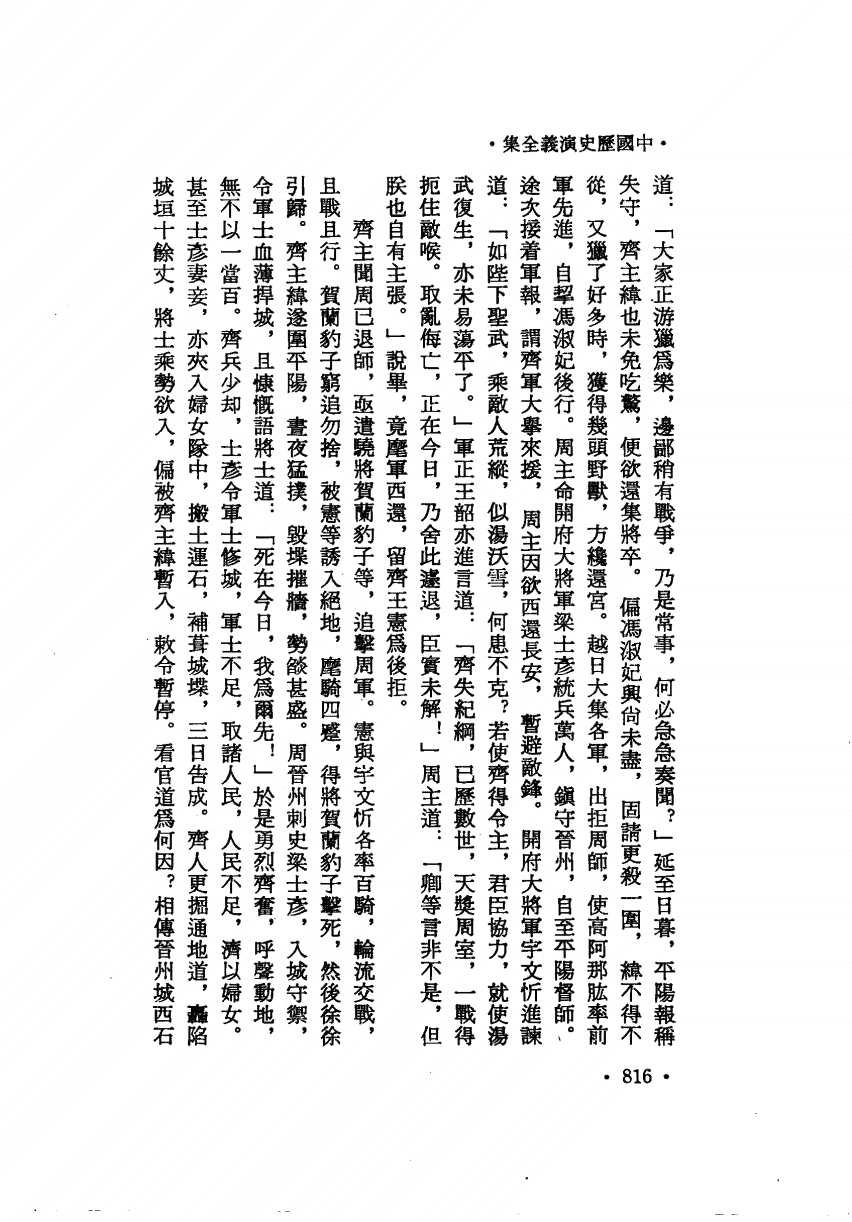 •中國歷史演義全集•
道：「大家正游獵爲樂，邊鄙稍有戰爭，乃是常事，何必急急奏聞？」延至日暮，平陽報稱
失守，齊主緯也未免吃驚，便欲還集將卒。偏馮淑妃興尙未盡，固請更殺一圍，緯不得不
從，又獵了好多時，獲得幾頭野獸，方纔還宮。越日大集各軍，出拒周師，使高阿那肱率前
軍先進，自挈馮淑妃後行。周主命開府大將軍梁士彥統兵萬人，鎭守晉州，自至平陽督師。
途次接着軍報，謂齊軍大舉來援，周主因欲西還長安，暫避敵鋒。開府大將軍宇文忻進諫
道：「如陛下聖武，乘敵人荒縱，似湯沃雪，何患不克？若使齊得令主，君臣協力，就使湯
武復生，亦未易蕩平了。」軍正王韶亦進言道：「齊失紀綱，已歷數世，天奬周室，一戰得
扼住敵喉。取亂侮亡，正在今日，乃舍此遽退，臣實未解！」周主道：「卿等言非不是，但
朕也自有主張。」說畢，竟麾軍西還，留齊王憲爲後拒。
齊主聞周已退師，亟遣驍將賀蘭豹子等，追擊周軍。憲與宇文忻各率百騎，輪流交戰，
且戰且行。賀蘭豹子窮追勿捨，被憲等誘入絕地，麾騎四蹙，得將賀蘭豹子擊死，然後徐徐
引歸。齊主緯遂圍平陽，晝夜猛撲，毀堞摧牆，勢燄甚盛。周晉州刺史梁士彥，入城守禦，
令軍士血薄捍城，且慷慨語將士道：「死在今日，我爲爾先！」於是勇烈齊奮，呼聲動地，
無不以一當百。齊兵少却，士彥令軍士修城，軍士不足，取諸人民，人民不足，濟以婦女。
甚至士彥妻妾，亦夾入婦女隊中，搬土運石，補葺城堞，三日告成。齊人更掘通地道，轟陷
城垣十餘丈，將士乘勢欲入，偏被齊主緯暫入，敕令暫停。看官道爲何因？相傳晉州城西石
•816•